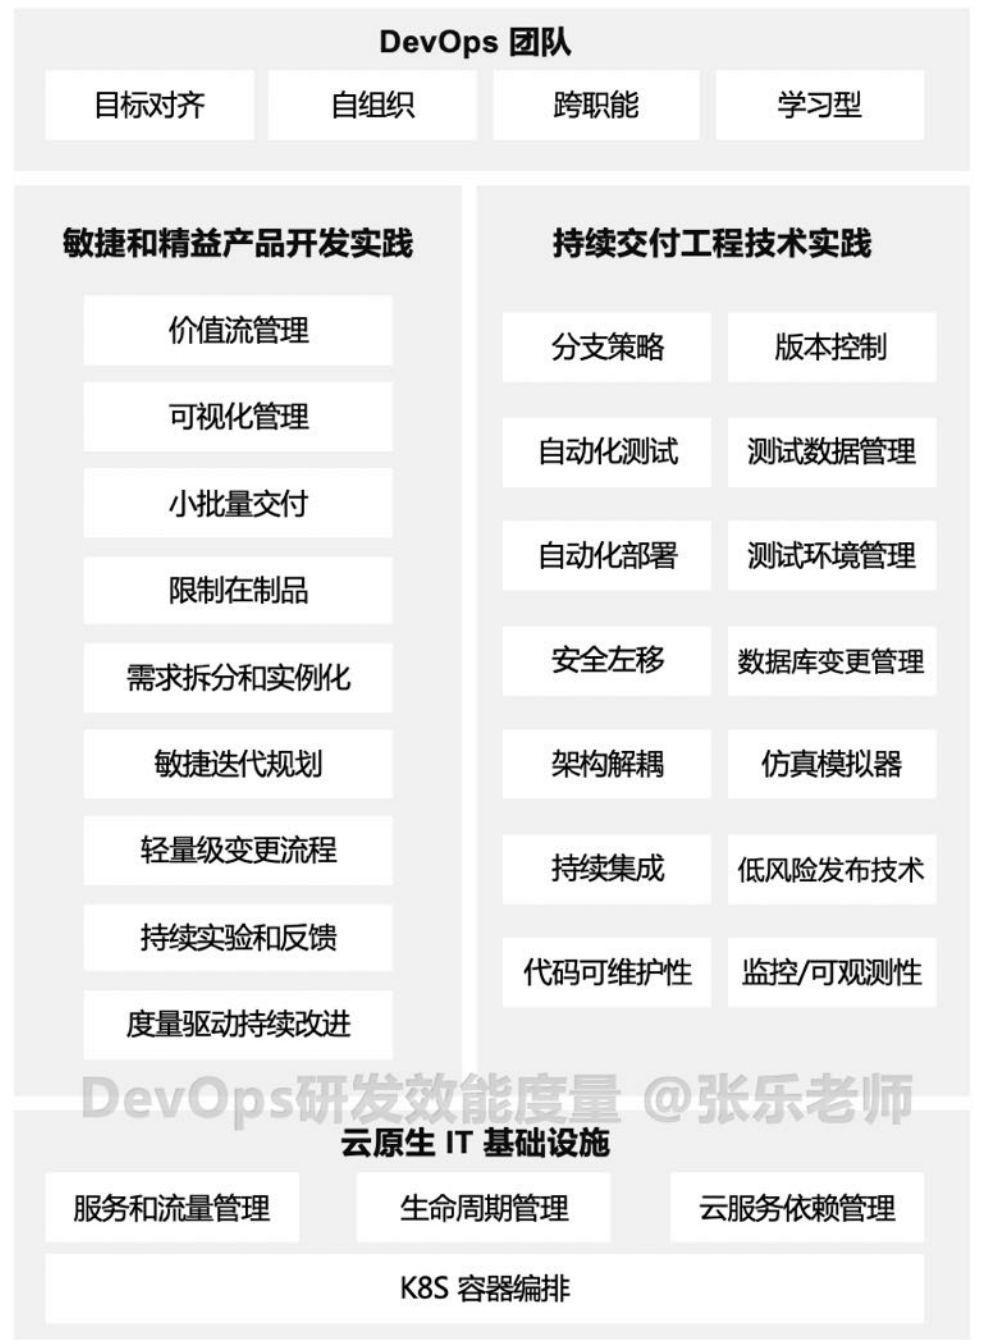 DevOps 团队
目标对齐
自组织
跨职能
学习型
敏捷和精益产品开发实践
价值流管理
可视化管理
小批量交付
限制在制品
需求拆分和实例化
敏捷迭代规划
轻量级变更流程
持续实验和反馈
度量驱动持续改进
持续交付工程技术实践
分支策略
版本控制
自动化测试
测试数据管理
自动化部署
测试环境管理
安全左移
数据库变更管理
架构解耦
仿真模拟器
持续集成
低风险发布技术
代码可维护性
监控/可观测性
DevOps研发效能度量 @张乐老师
云原生 IT 基础设施
服务和流量管理
生命周期管理
云服务依赖管理
K8S 容器编排